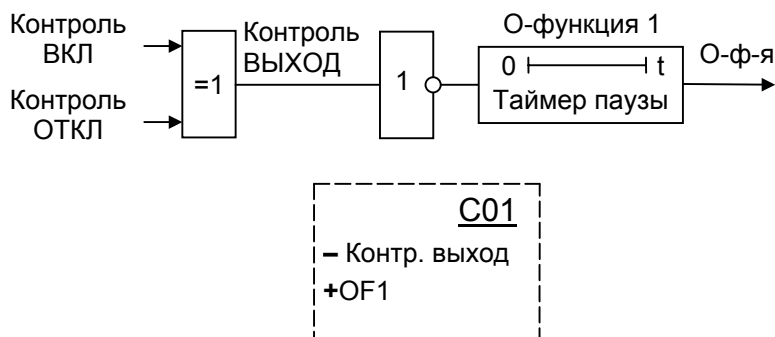 Контроль
ВКЛ
Контроль
ОТКЛ
=1
Контроль
ВЫХОД
1
О-функция 1
0 t
Таймер паузы
О-ф-я
C01
– Контр. выход
+OF1